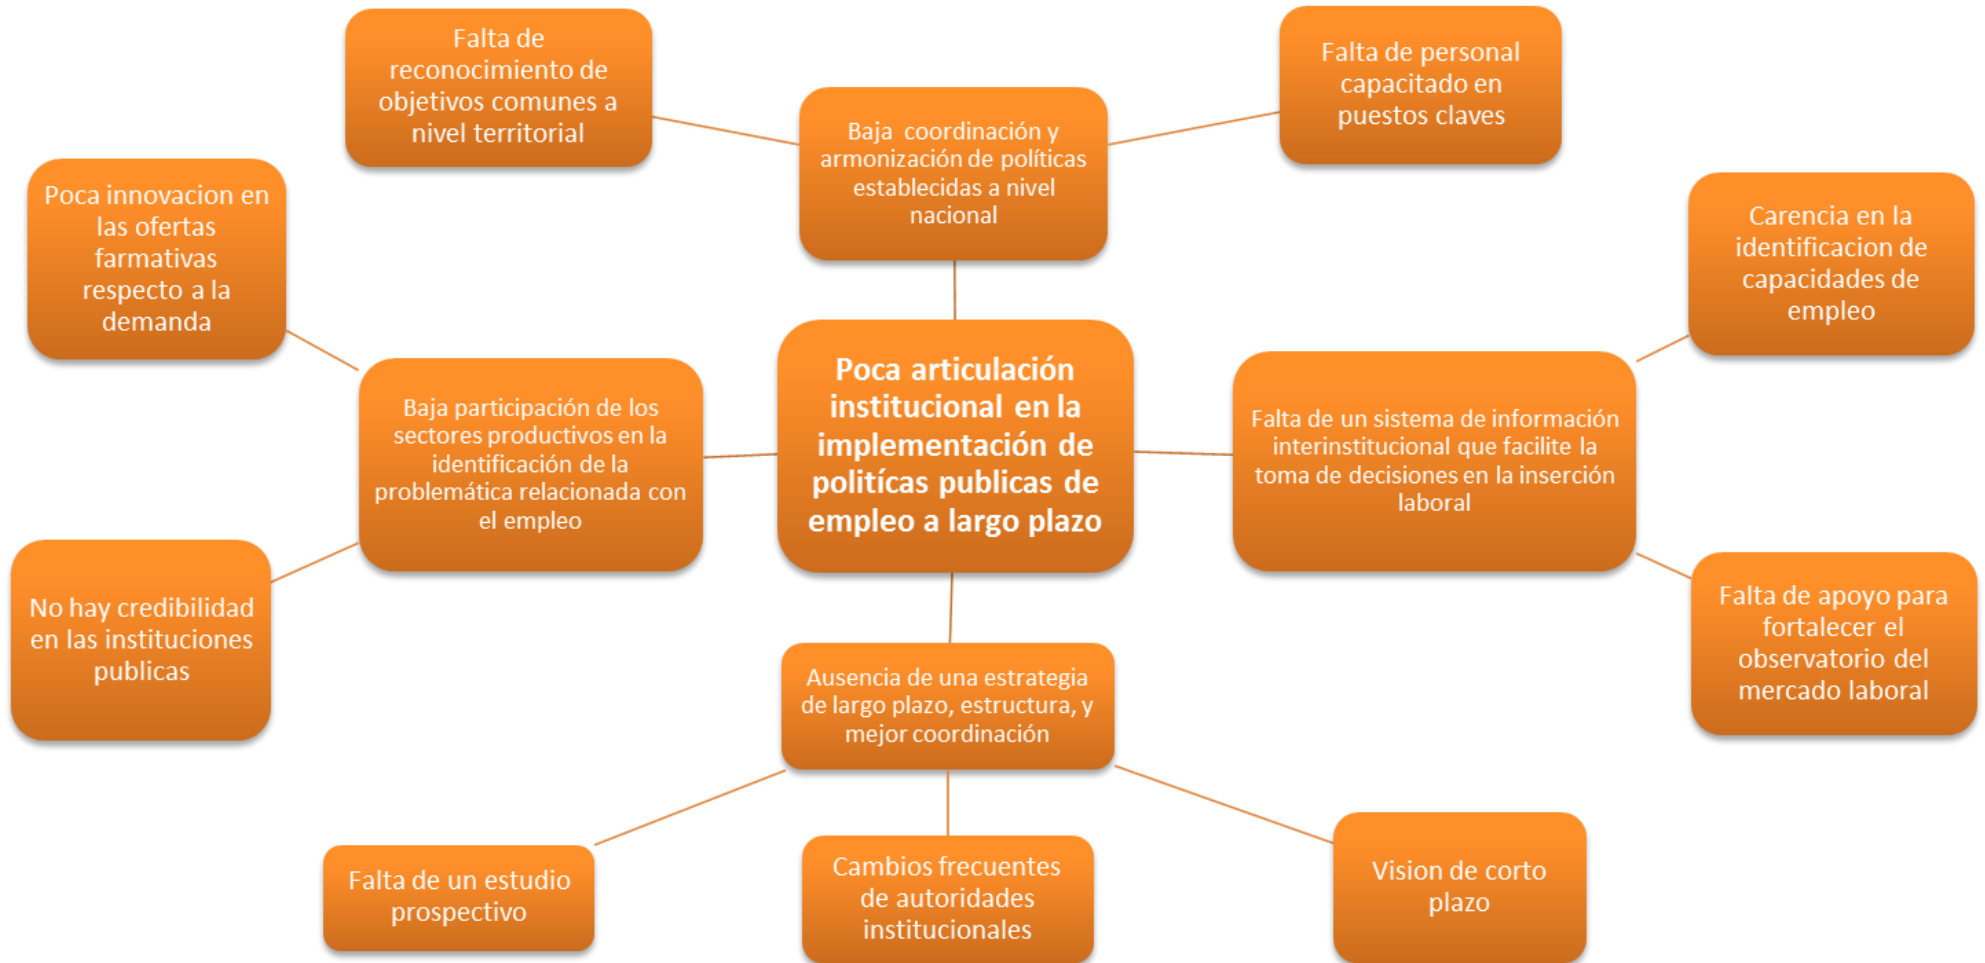 Falta de
reconocimiento de
objetivos comunes a
nivel territorial
Falta de personal
capacitado en
puestos claves
Baja coordinación y
armonización de políticas
establecidas a nivel
nacional
Poca innovacion en
las ofertas
farmativas
respecto a la
demanda
Carencia en la
identificacion de
capacidades de
empleo
Poca articulación
institucional en la
implementación de
politícas publicas de
empleo a largo plazo
Baja participación de los
sectores productivos en la
identificación de la
problemática relacionada con
el empleo
Falta de un sistema de información
interinstitucional que facilite la
toma de decisiones en la inserción
laboral
No hay credibilidad
en las instituciones
publicas
Falta de apoyo para
fortalecer el
observatorio del
mercado laboral
Ausencia de una estrategia
de largo plazo, estructura, y
mejor coordinación
Falta de un estudio
prospectivo
Cambios frecuentes
de autoridades
institucionales
Vision de corto
plazo